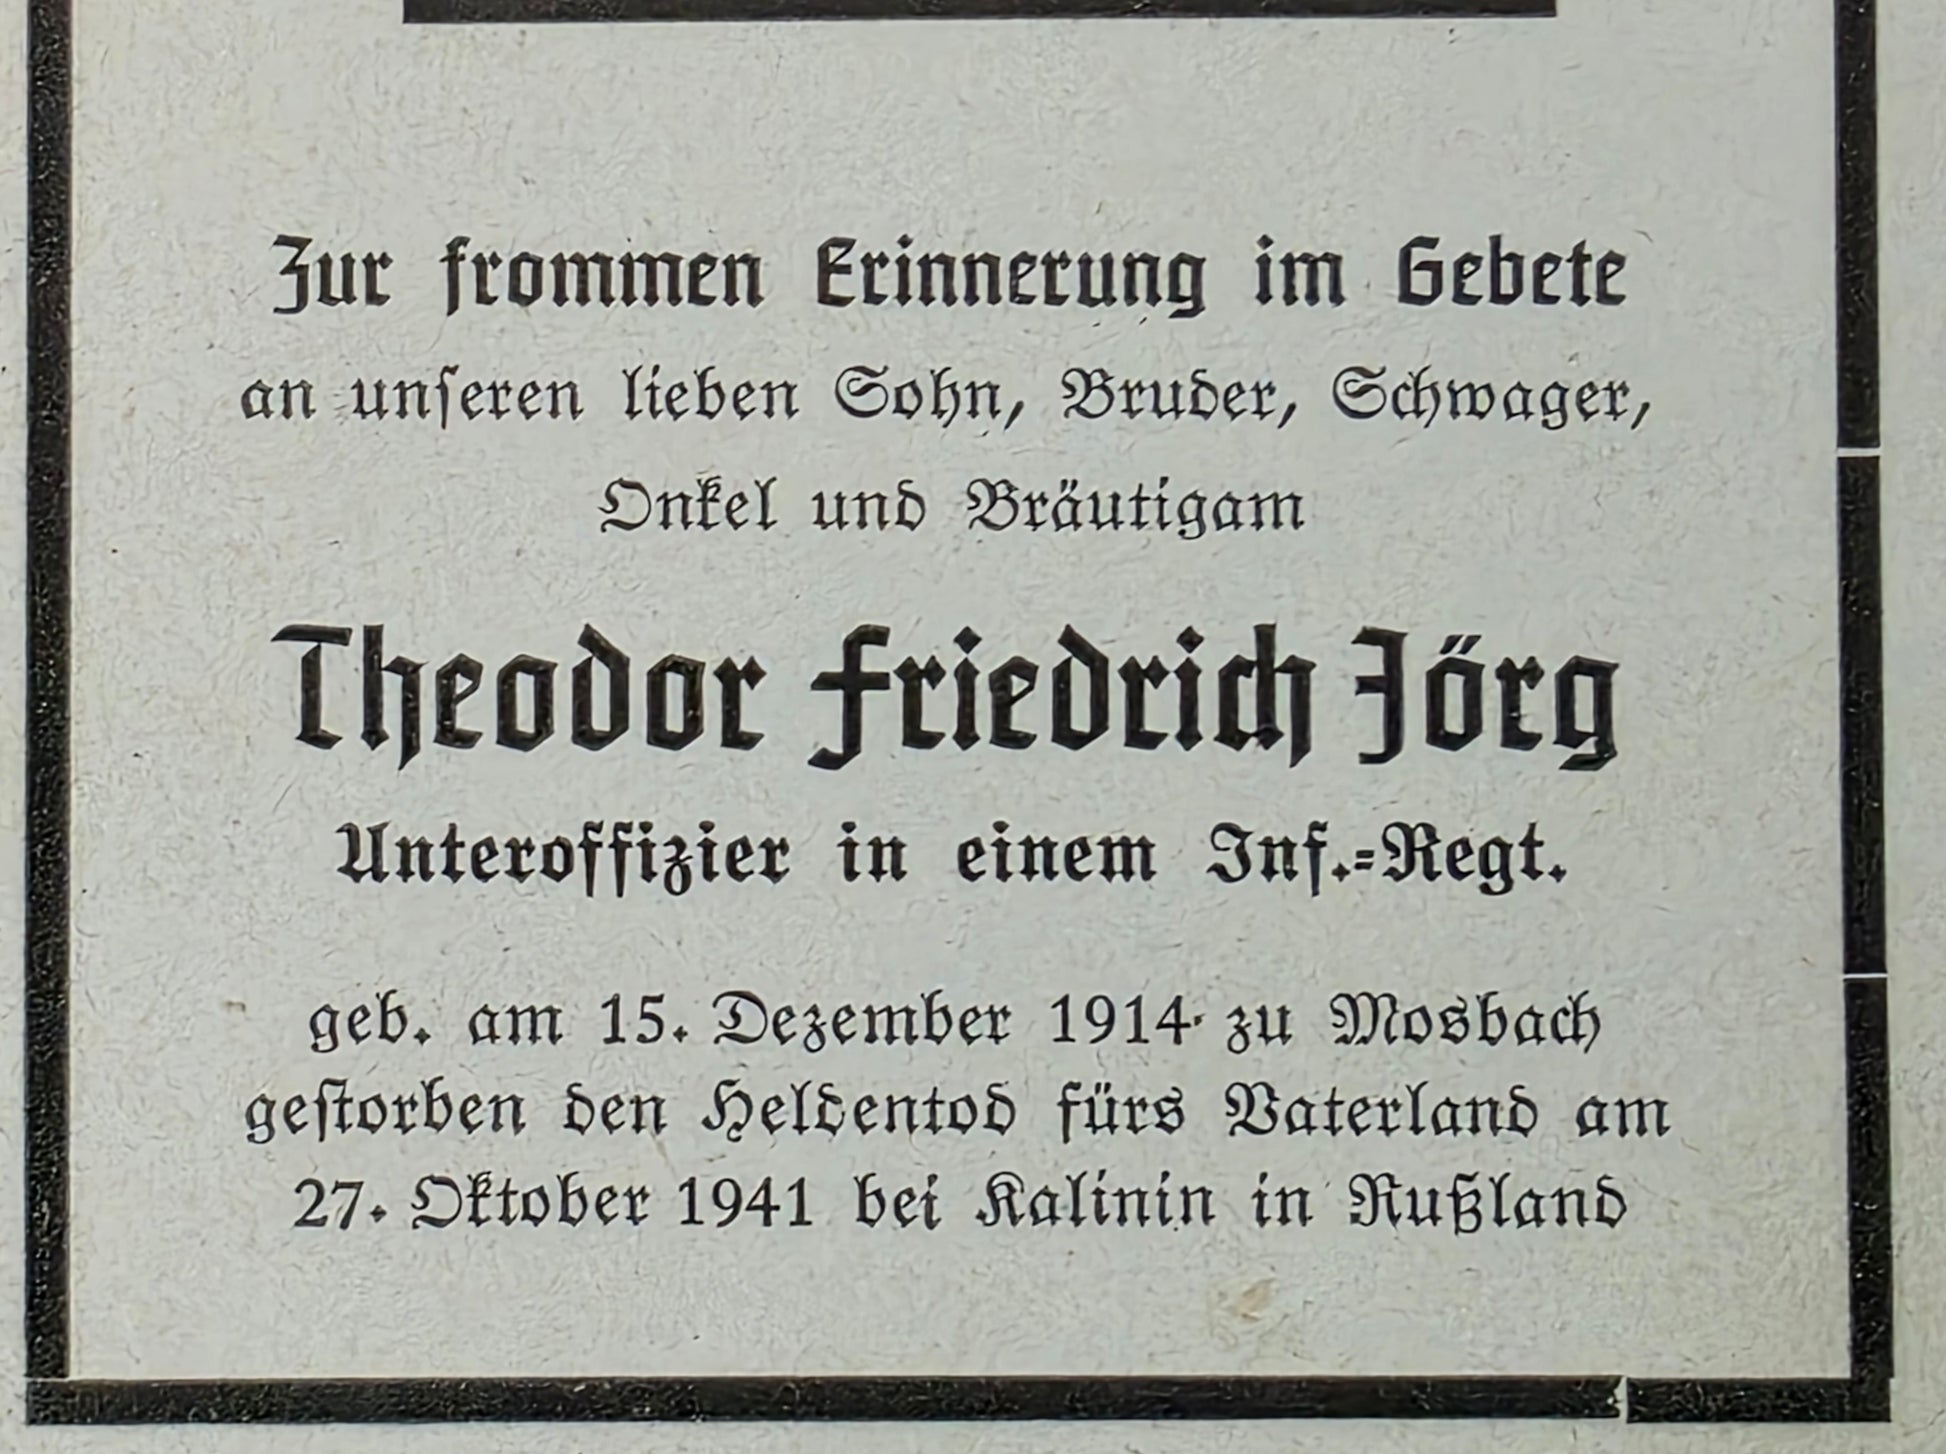 Zur frommen Erinnerung im Gebete
an unseren lieben Sohn, Bruder, Schwager,
Onkel und Bräutigam
Theodor Friedrich Jörg
Unteroffizier in einem Inf.-Regt.
geb. am 15. Dezember 1914 zu Mosbach
gestorben den Heldentod fürs Vaterland am
27. Oktober 1941 bei Kalinin in Rußland